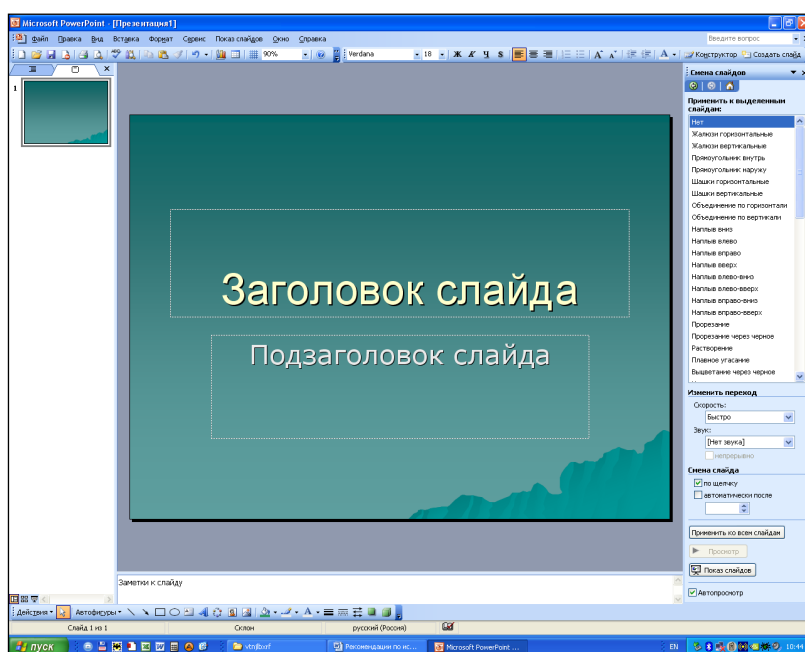 Microsoft PowerPoint - [Презентация1]
Файл Правка Вид Вставка Формат Сервис Показ слайдов Окно Справка
Введите вопрос
90%
Verdana
18
Ж К Ч S
Конструктор
Создать слайд
1
Заголовок слайда
Подзаголовок слайда
Заметки к слайду
Смена слайдов
Применить к выделенным
слайдам:
Нет
Жалюзи горизонтальные
Жалюзи вертикальные
Прямоугольник внутрь
Прямоугольник наружу
Шашки горизонтальные
Шашки вертикальные
Объединение по горизонтали
Объединение по вертикали
Наплыв вниз
Наплыв влево
Наплыв вправо
Наплыв вверх
Наплыв влево-вниз
Наплыв влево-вверх
Наплыв вправо-вниз
Наплыв вправо-вверх
Прорезание
Прорезание через черное
Растворение
Плавное угасание
Выцветание через черное
Изменить переход
Скорость:
Быстро
Звук:
[Нет звука]
непрерывно
Смена слайда
по щелчку
автоматически после
Применить ко всем слайдам
Просмотр
Показ слайдов
Автопросмотр
Действия
Автофигуры
Слайд 1 из 1
Склон
русский (Россия)
пуск
vtnjlbxrf
Рекомендации по ис...
Microsoft PowerPoint ...
EN
10:44